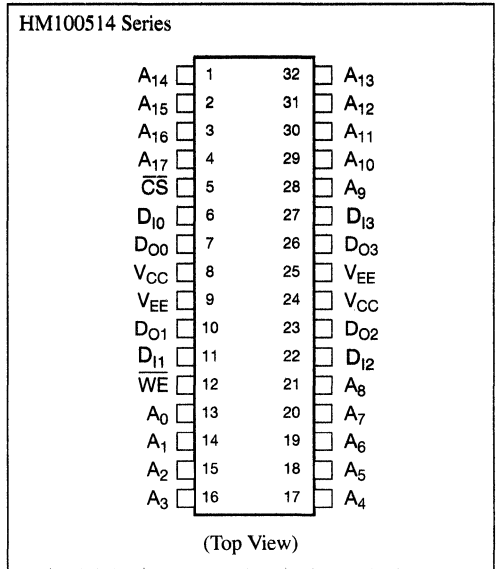 HM100514 Series
A14 1 32 A13
A15 2 31 A12
A16 3 30 A11
A17 4 29 A10
C̅S̅ 5 28 A9
DI0 6 27 DI3
DO0 7 26 DO3
VCC 8 25 VEE
VEE 9 24 VCC
DO1 10 23 DO2
DI1 11 22 DI2
W̅E̅ 12 21 A8
A0 13 20 A7
A1 14 19 A6
A2 15 18 A5
A3 16 17 A4
(Top View)